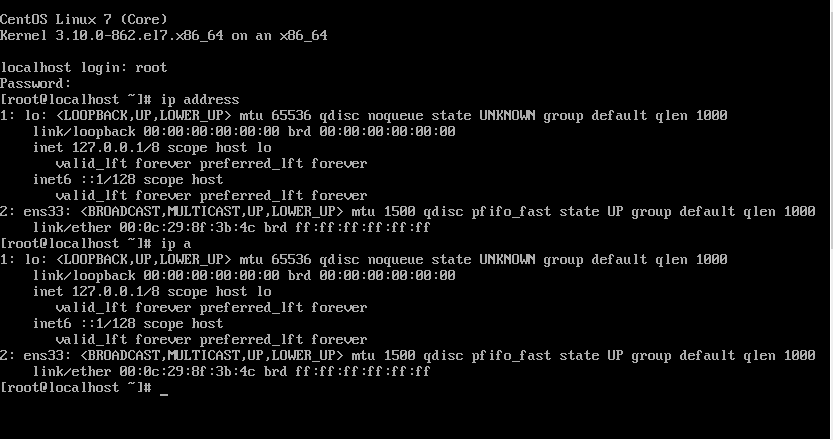 CentOS Linux 7 (Core)
Kernel 3.10.0-862.el7.x86_64 on an x86_64
localhost login: root
Password:
[root@localhost ~]# ip address
1: lo: <LOOPBACK,UP,LOWER_UP> mtu 65536 qdisc noqueue state UNKNOWN group default qlen 1000
    link/loopback 00:00:00:00:00:00 brd 00:00:00:00:00:00
    inet 127.0.0.1/8 scope host lo
       valid_lft forever preferred_lft forever
    inet6 ::1/128 scope host
       valid_lft forever preferred_lft forever
2: ens33: <BROADCAST,MULTICAST,UP,LOWER_UP> mtu 1500 qdisc pfifo_fast state UP group default qlen 1000
    link/ether 00:0c:29:8f:3b:4c brd ff:ff:ff:ff:ff:ff
[root@localhost ~]# ip a
1: lo: <LOOPBACK,UP,LOWER_UP> mtu 65536 qdisc noqueue state UNKNOWN group default qlen 1000
    link/loopback 00:00:00:00:00:00 brd 00:00:00:00:00:00
    inet 127.0.0.1/8 scope host lo
       valid_lft forever preferred_lft forever
    inet6 ::1/128 scope host
       valid_lft forever preferred_lft forever
2: ens33: <BROADCAST,MULTICAST,UP,LOWER_UP> mtu 1500 qdisc pfifo_fast state UP group default qlen 1000
    link/ether 00:0c:29:8f:3b:4c brd ff:ff:ff:ff:ff:ff
[root@localhost ~]# _